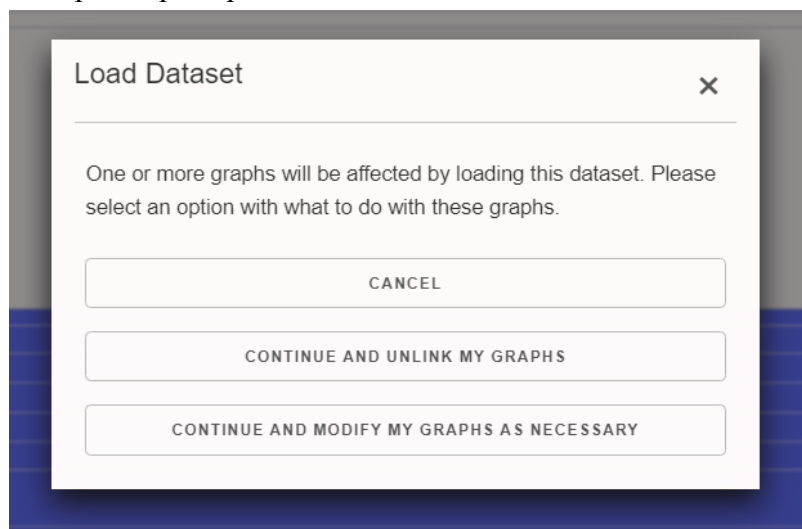 Load Dataset
One or more graphs will be affected by loading this dataset. Please
select an option with what to do with these graphs.
CANCEL
CONTINUE AND UNLINK MY GRAPHS
CONTINUE AND MODIFY MY GRAPHS AS NECESSARY